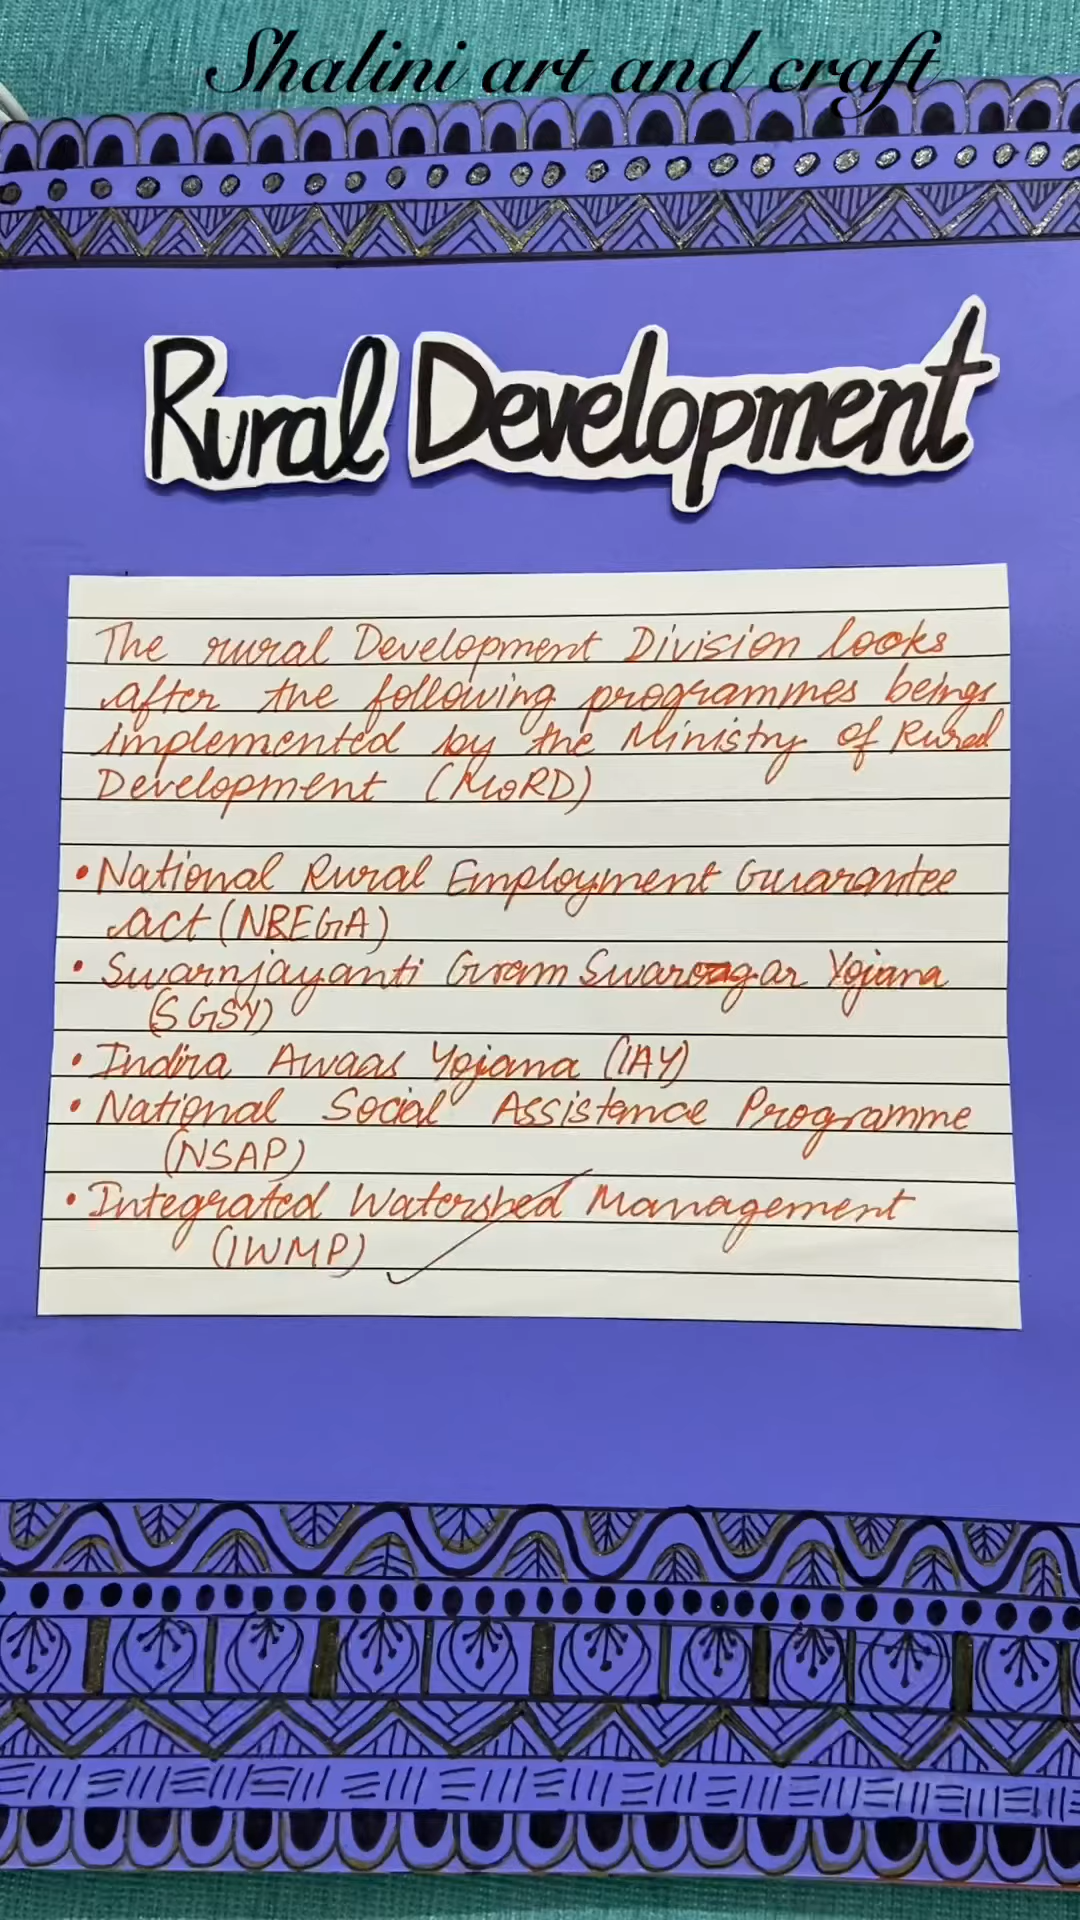 Shalini art and craft
Rural Development
The rural Development Division looks
after the following programmes beings
implemented by the Ministry of Rural
Development (MoRD)
• National Rural Employment Guarantee
act (NREGA)
• Swarnjayanti Gram Swarozgar Yojana
(SGSY)
• Indira Awaas Yojana (IAY)
• National Social Assistance Programme
(NSAP)
• Integrated Watershed Management
(IWMP)